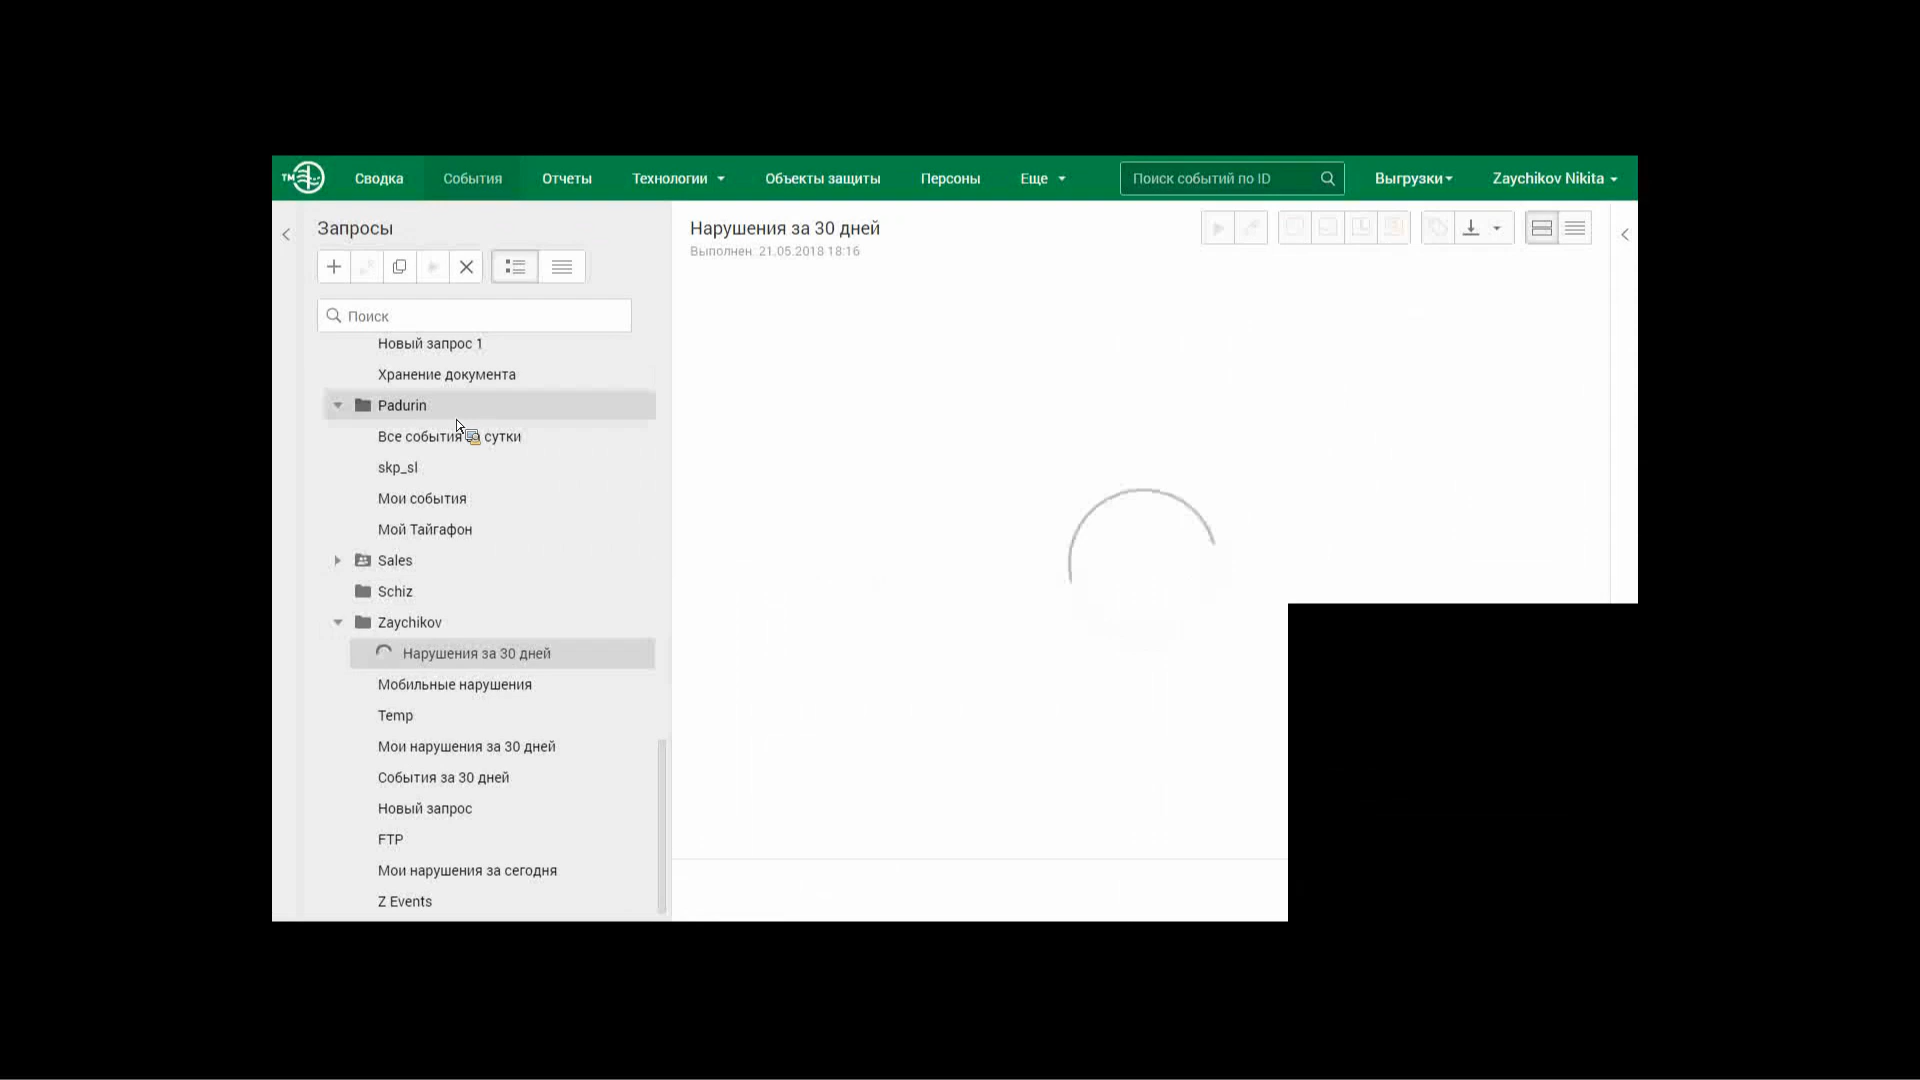 TM Сводка События Отчеты Технологии Объекты защиты Персоны Еще Поиск событий по ID Выгрузки Zaychikov Nikita
Запросы
Поиск
Новый запрос 1
Хранение документа
Padurin
Все события сутки
skp_sl
Мои события
Мой Тайгафон
Sales
Schiz
Zaychikov
Нарушения за 30 дней
Мобильные нарушения
Temp
Мои нарушения за 30 дней
События за 30 дней
Новый запрос
FTP
Мои нарушения за сегодня
Z Events
Нарушения за 30 дней
Выполнен: 21.05.2018 18:16